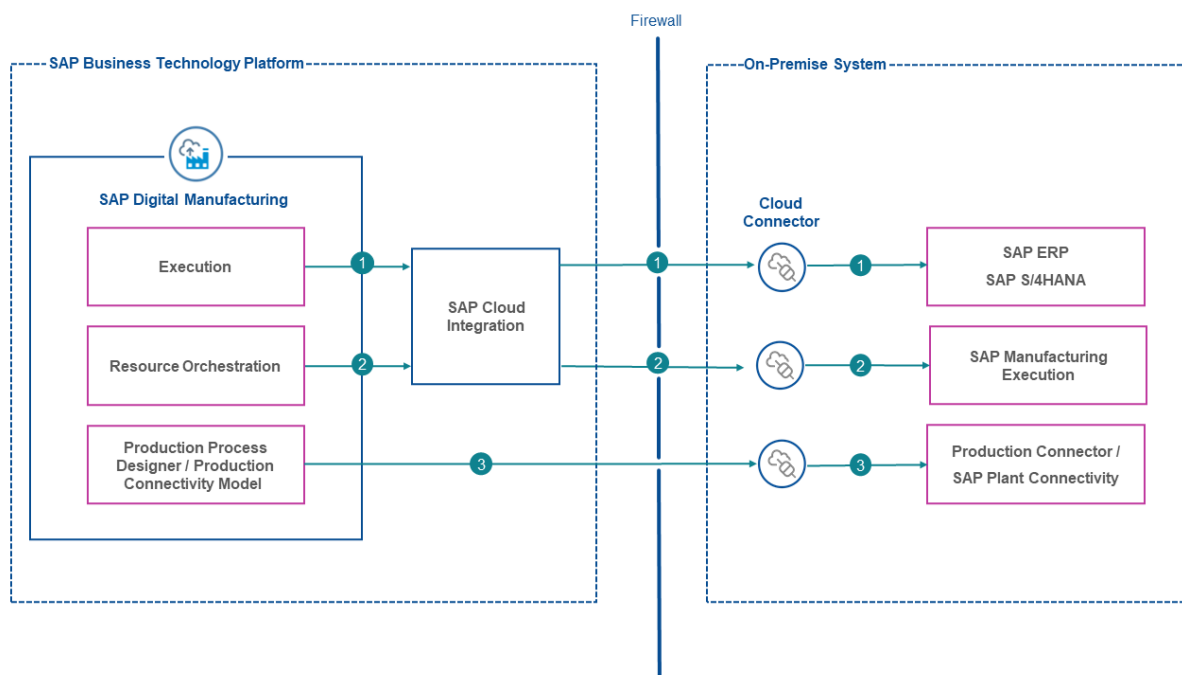 Firewall
SAP Business Technology Platform
On-Premise System
SAP Digital Manufacturing
Cloud
Connector
Execution
1
SAP Cloud
Integration
1
1
SAP ERP
SAP S/4HANA
Resource Orchestration
2
2
2
SAP Manufacturing
Execution
Production Process
Designer / Production
Connectivity Model
3
3
Production Connector /
SAP Plant Connectivity